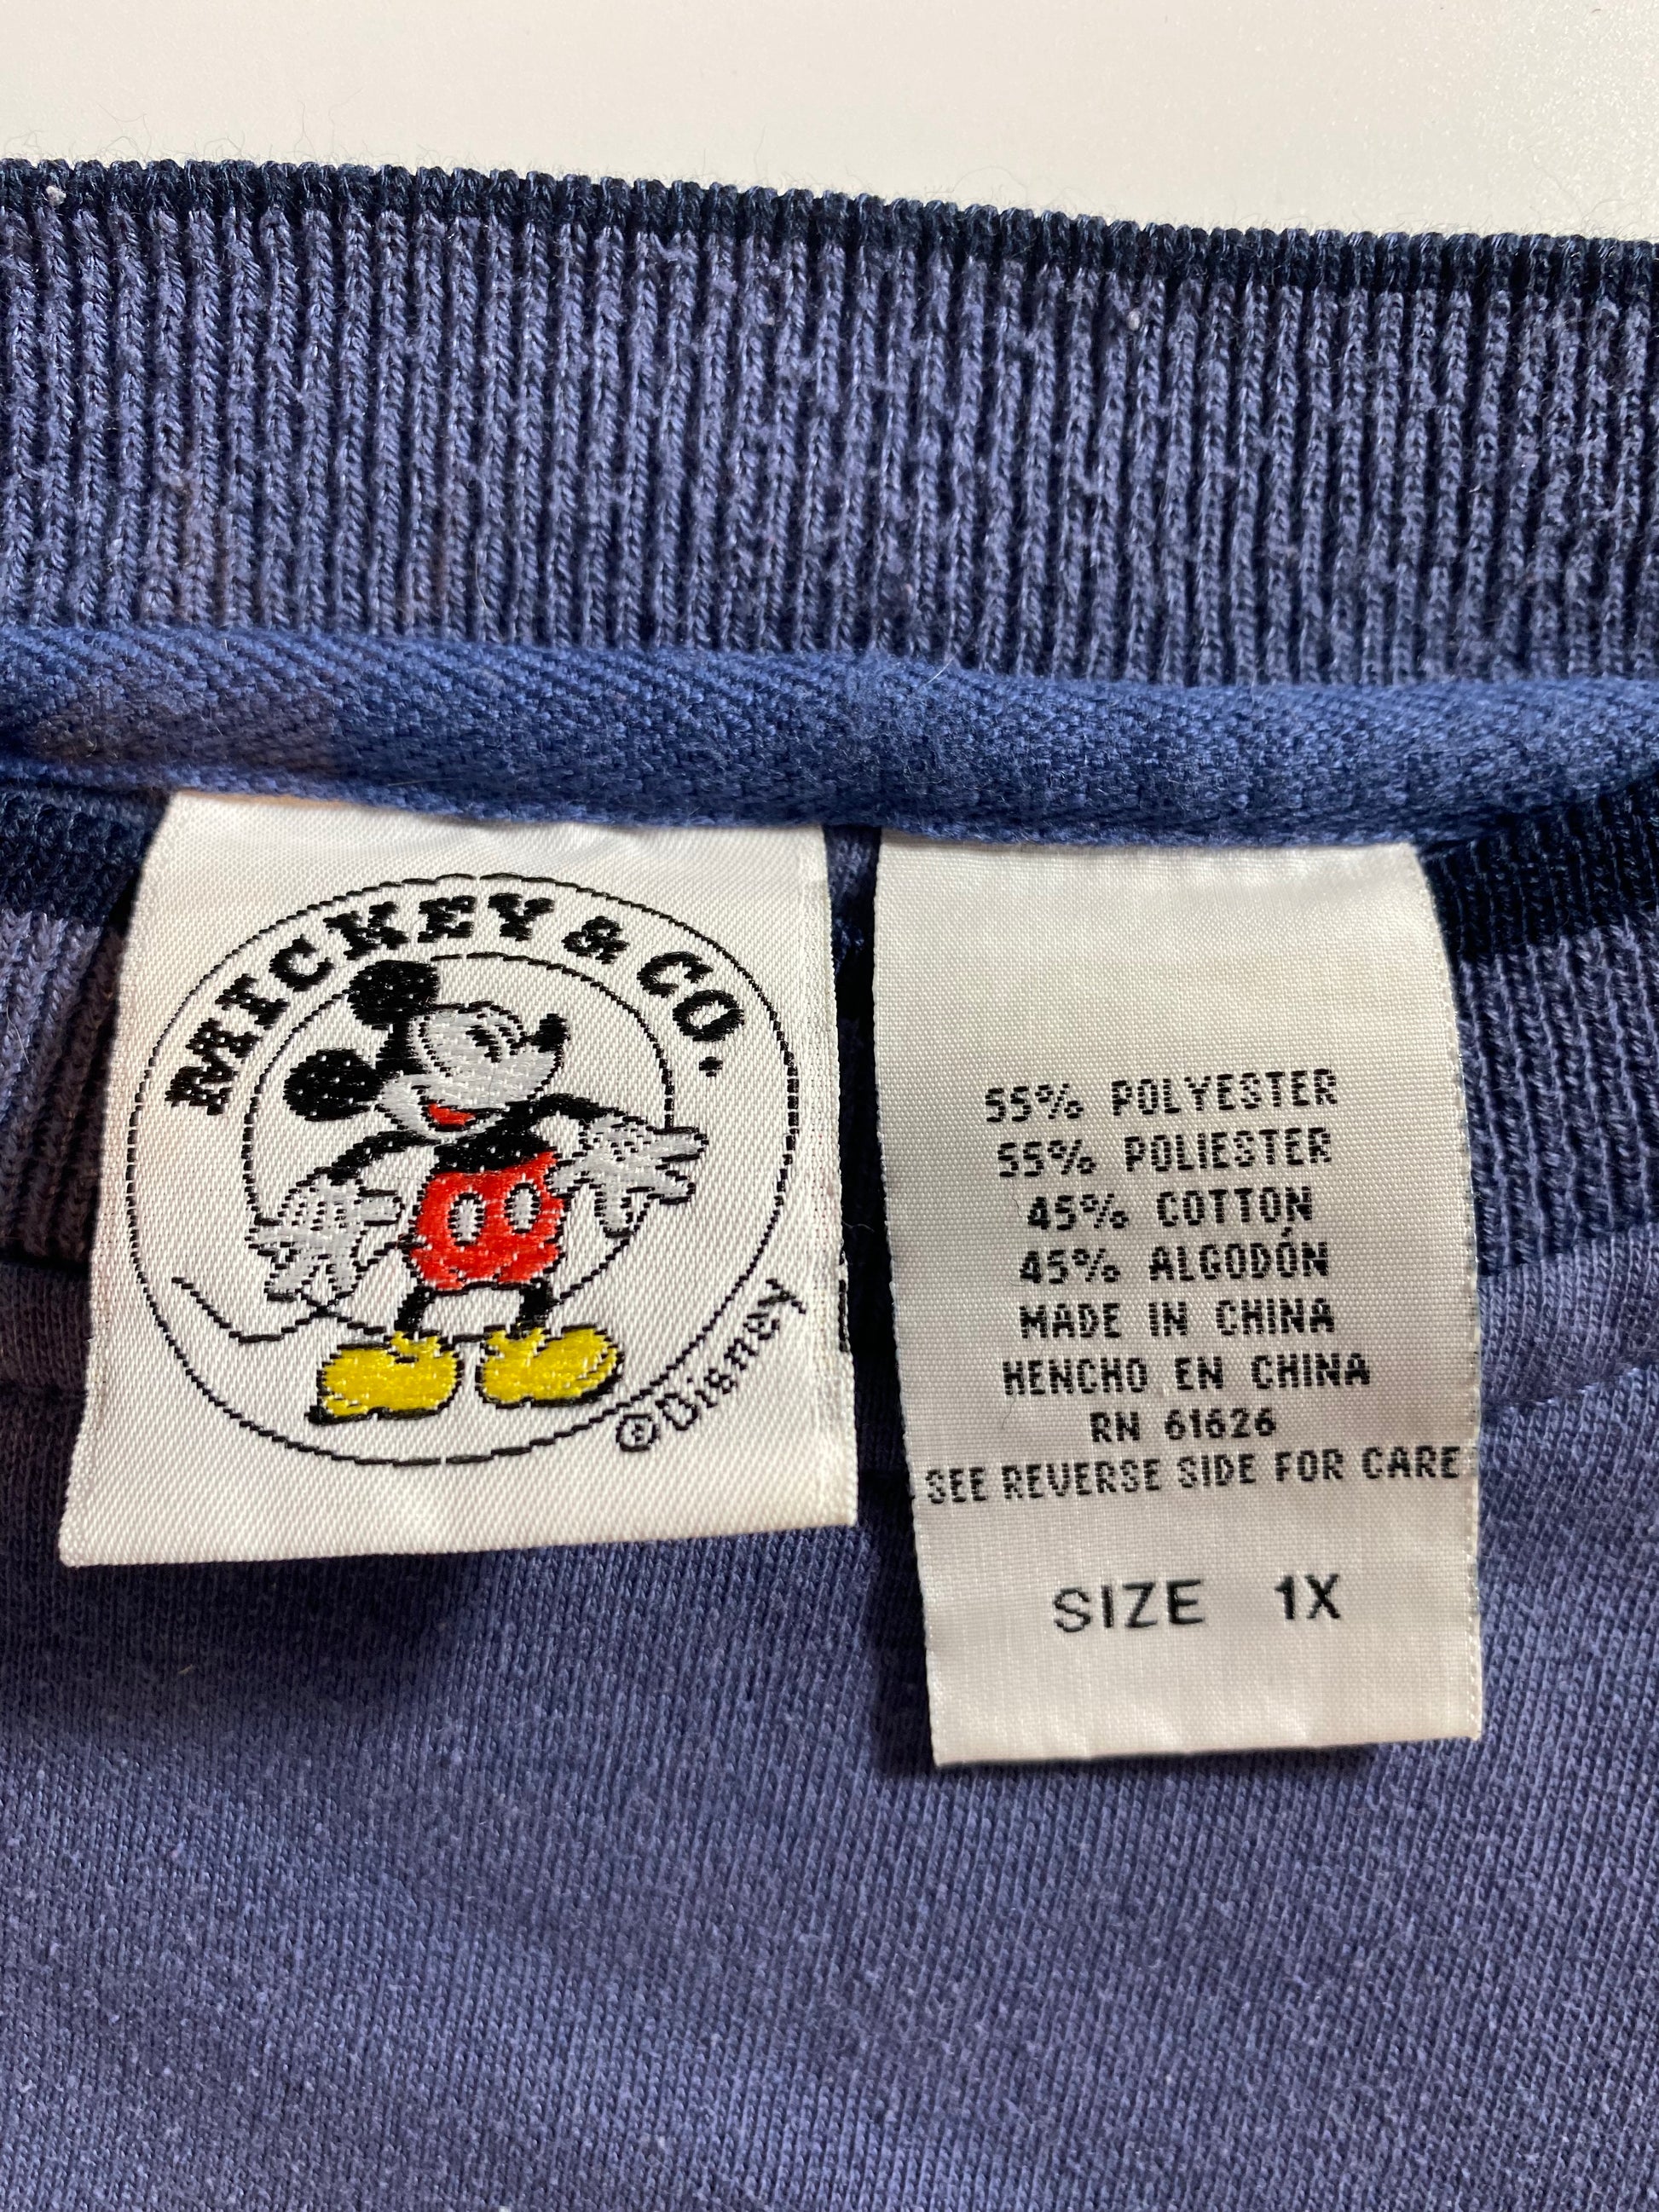 MICKEY & CO.
©Disney
55% POLYESTER
55% POLIESTER
45% COTTON
45% ALGODÓN
MADE IN CHINA
HENCHO EN CHINA
RN 61626
SEE REVERSE SIDE FOR CARE
SIZE 1X